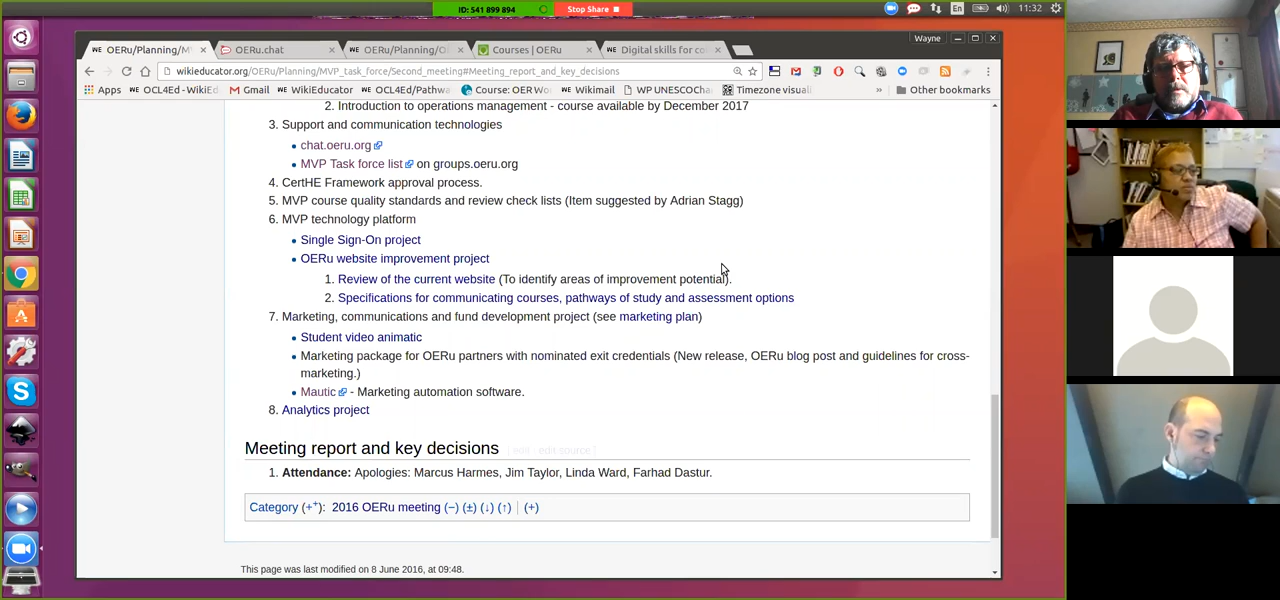 ID: 541 899 894 Stop Share En 11:32
Wayne
OERu/Planning/M OERu.chat OERu/Planning/O Courses | OERu Digital skills for co
wikieducator.org/OERu/Planning/MVP_task_force/Second_meeting#Meeting_report_and_key_decisions
Apps OCL4Ed - WikiEd Gmail WikiEducator OCL4Ed/Pathwa Course: OER Wo Wikimail WP UNESCOChai Timezone visuali » Other bookmarks
2. Introduction to operations management - course available by December 2017
3. Support and communication technologies
• chat.oeru.org
• MVP Task force list on groups.oeru.org
4. CertHE Framework approval process.
5. MVP course quality standards and review check lists (Item suggested by Adrian Stagg)
6. MVP technology platform
• Single Sign-On project
• OERu website improvement project
1. Review of the current website (To identify areas of improvement potential).
2. Specifications for communicating courses, pathways of study and assessment options
7. Marketing, communications and fund development project (see marketing plan)
• Student video animatic
• Marketing package for OERu partners with nominated exit credentials (New release, OERu blog post and guidelines for cross-
marketing.)
• Mautic - Marketing automation software.
8. Analytics project
Meeting report and key decisions [ edit · edit source ]
1. Attendance: Apologies: Marcus Harmes, Jim Taylor, Linda Ward, Farhad Dastur.
Category (++): 2016 OERu meeting (−) (±) (↓) (↑) | (+)
This page was last modified on 8 June 2016, at 09:48.